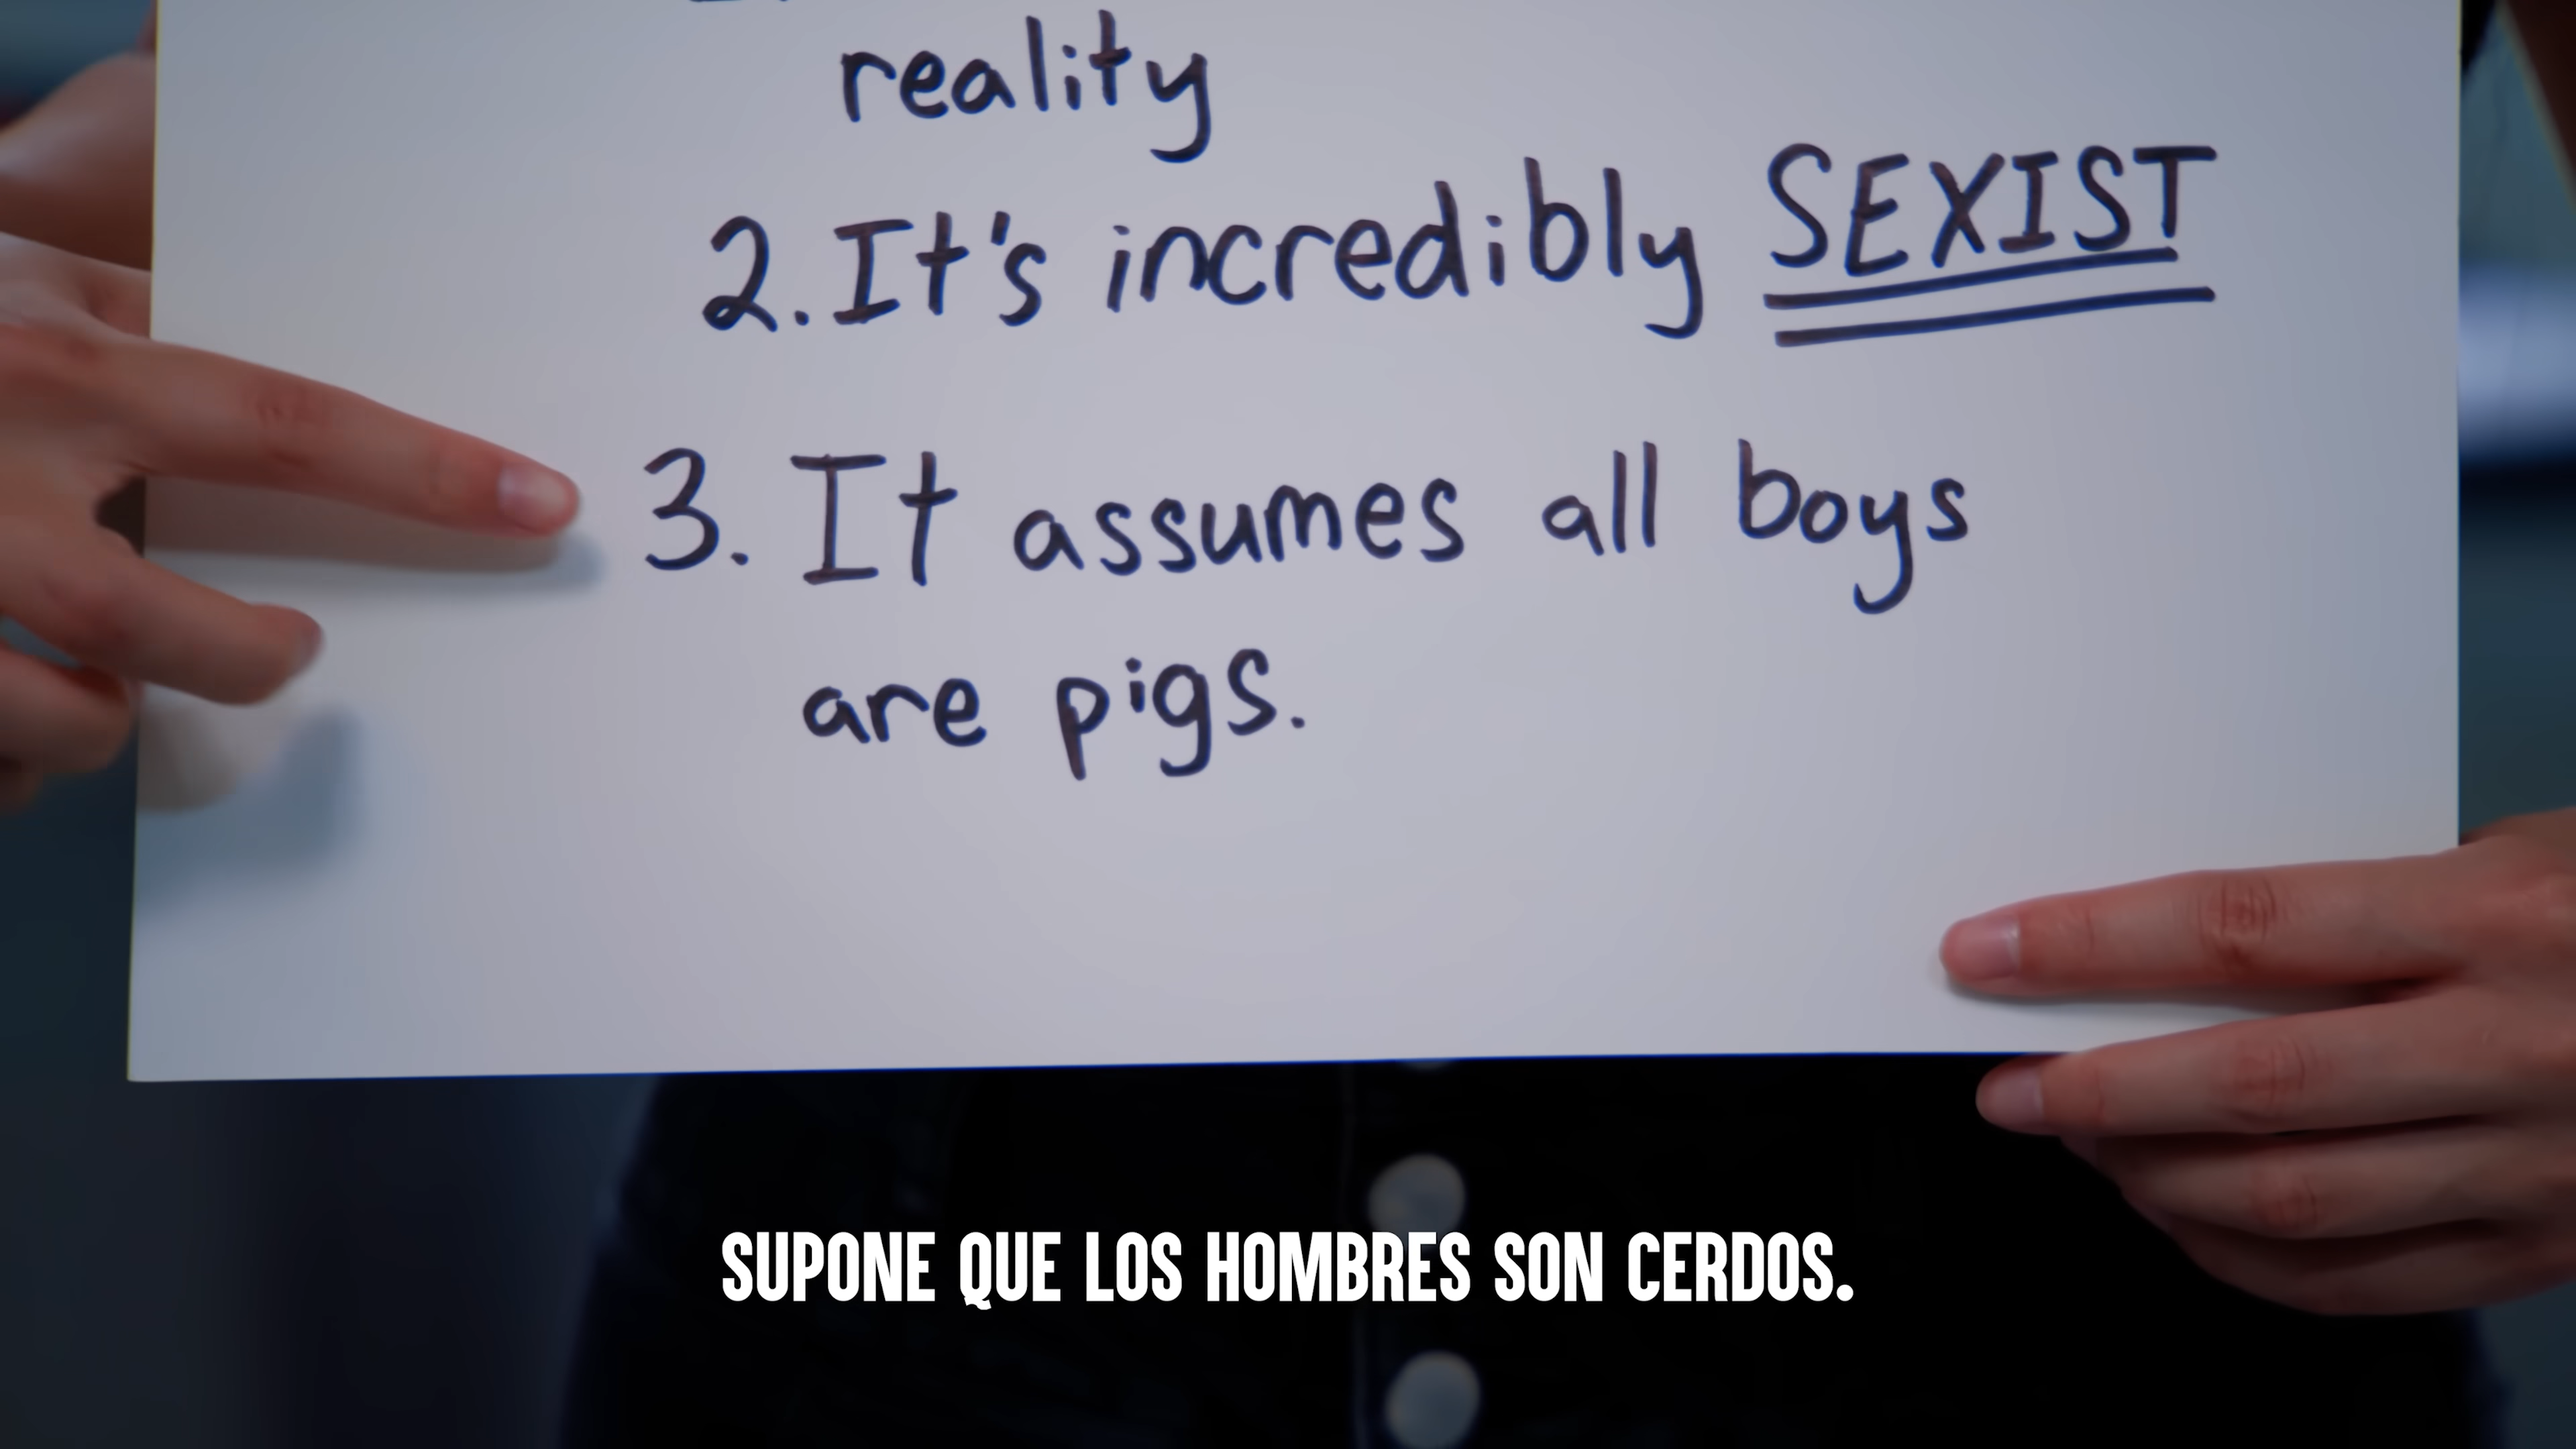 reality
2. It's incredibly SEXIST
3. It assumes all boys
are pigs.
SUPONE QUE LOS HOMBRES SON CERDOS.